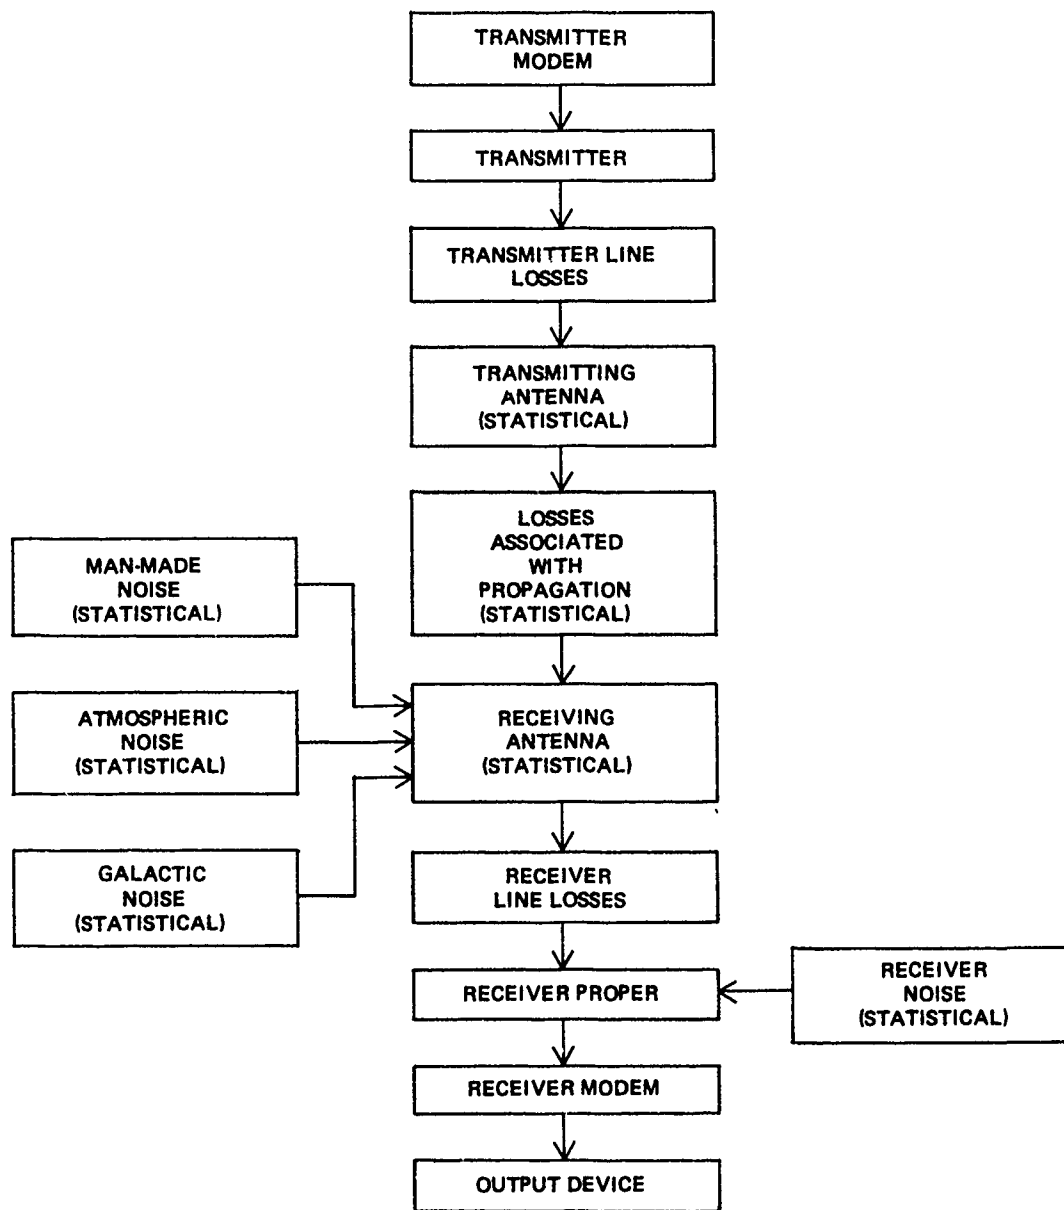 TRANSMITTER
MODEM
TRANSMITTER
TRANSMITTER LINE
LOSSES
TRANSMITTING
ANTENNA
(STATISTICAL)
LOSSES
ASSOCIATED
WITH
PROPAGATION
(STATISTICAL)
MAN-MADE
NOISE
(STATISTICAL)
ATMOSPHERIC
NOISE
(STATISTICAL)
GALACTIC
NOISE
(STATISTICAL)
RECEIVING
ANTENNA
(STATISTICAL)
RECEIVER
LINE LOSSES
RECEIVER PROPER
RECEIVER
NOISE
(STATISTICAL)
RECEIVER MODEM
OUTPUT DEVICE